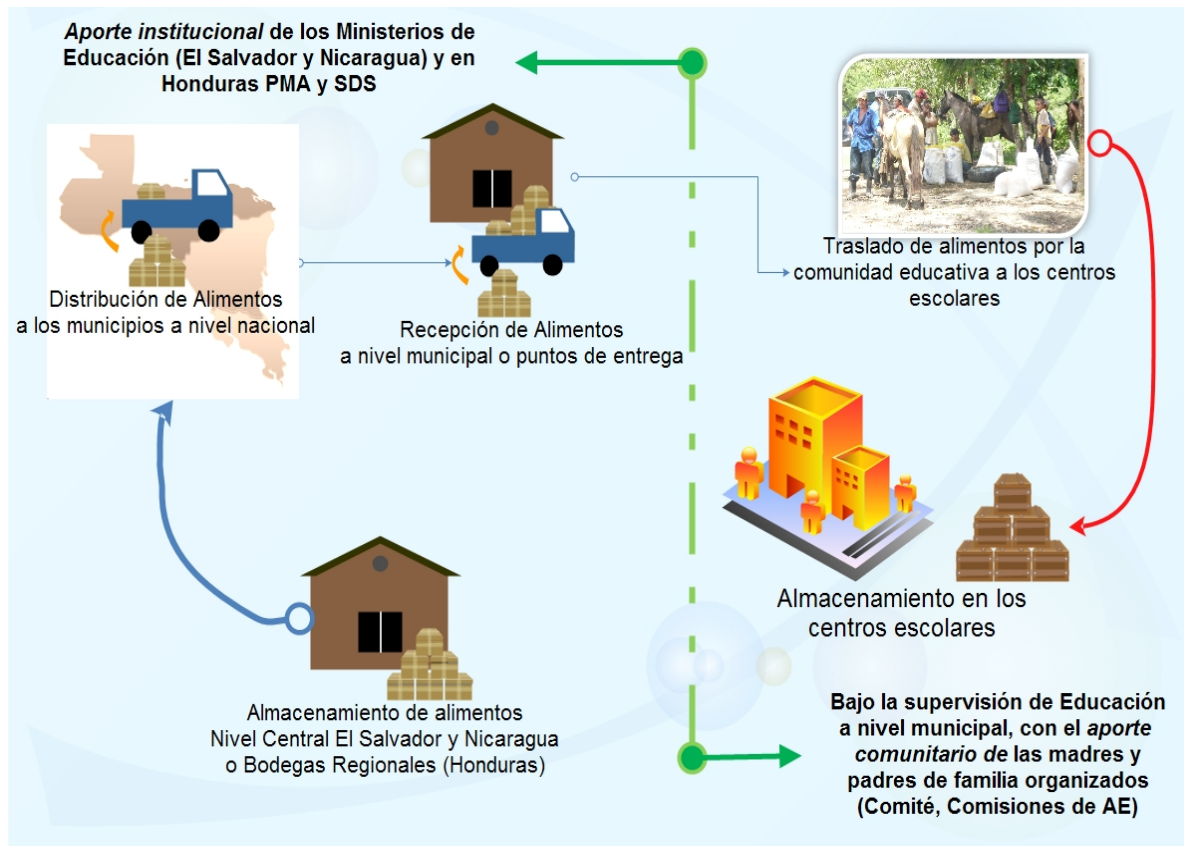 Aporte institucional de los Ministerios de
Educación (El Salvador y Nicaragua) y en
Honduras PMA y SDS
Distribución de Alimentos
a los municipios a nivel nacional
Recepción de Alimentos
a nivel municipal o puntos de entrega
Traslado de alimentos por la
comunidad educativa a los centros
escolares
Almacenamiento en los
centros escolares
Almacenamiento de alimentos
Nivel Central El Salvador y Nicaragua
o Bodegas Regionales (Honduras)
Bajo la supervisión de Educación
a nivel municipal, con el aporte
comunitario de las madres y
padres de familia organizados
(Comité, Comisiones de AE)